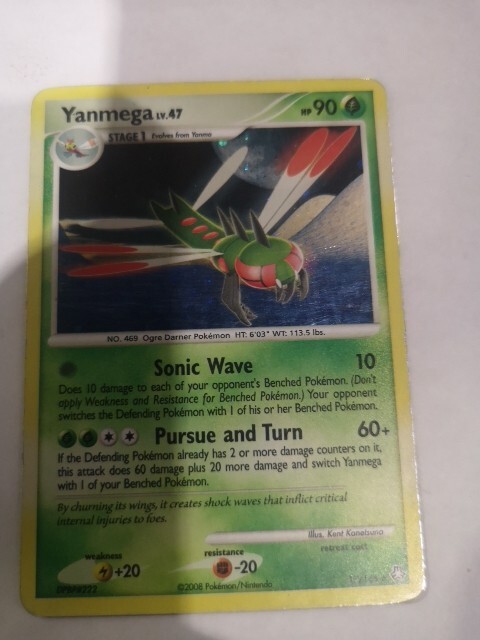 Yanmega LV.47
HP 90
STAGE 1 Evolves from Yanma
NO. 469 Ogre Darner Pokémon HT: 6'03" WT: 113.5 lbs.
Sonic Wave 10
Does 10 damage to each of your opponent's Benched Pokémon. (Don't
apply Weakness and Resistance for Benched Pokémon.) Your opponent
switches the Defending Pokémon with 1 of his or her Benched Pokémon.
Pursue and Turn 60+
If the Defending Pokémon already has 2 or more damage counters on it,
this attack does 60 damage plus 20 more damage and switch Yanmega
with 1 of your Benched Pokémon.
By churning its wings, it creates shock waves that inflict critical
internal injuries to foes.
Illus. Kent Kanetsuna
weakness
resistance
retreat cost
+20
-20
©2008 Pokémon/Nintendo